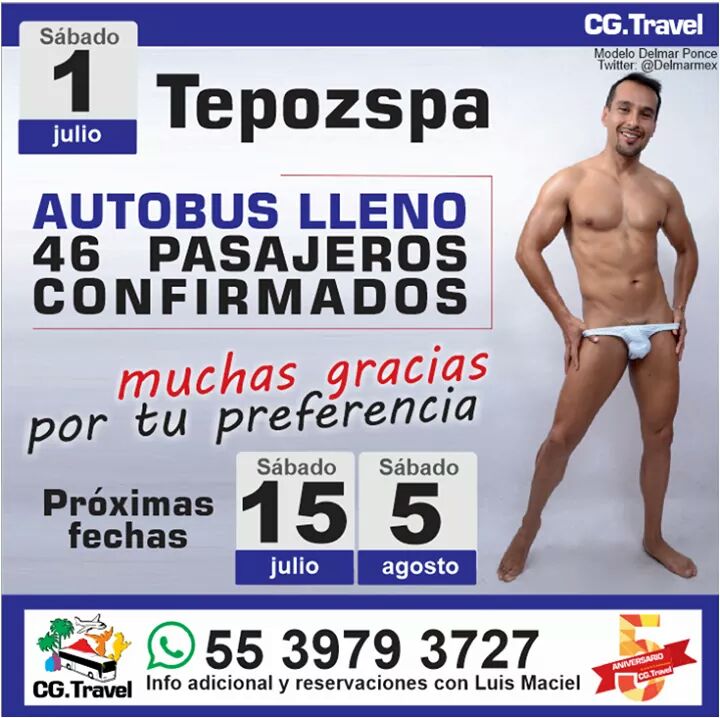 CG.Travel
Modelo Delmar Ponce
Twitter: @Delmarmex
Sábado
1
julio
Tepozspa
AUTOBUS LLENO
46 PASAJEROS
CONFIRMADOS
muchas gracias
por tu preferencia
Próximas
fechas
Sábado
15
julio
Sábado
5
agosto
CG.Travel
55 3979 3727
Info adicional y reservaciones con Luis Maciel
5
ANIVERSARIO
CG.Travel